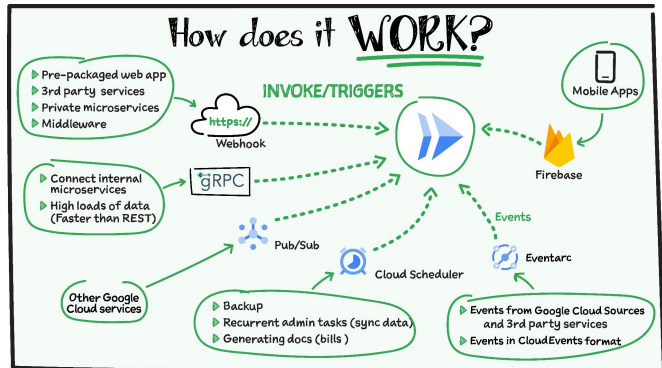 How does it WORK?
Pre-packaged web app
3rd party services
Private microservices
Middleware
INVOKE/TRIGGERS
https://
Webhook
Mobile Apps
Firebase
Connect internal
microservices
High loads of data
(Faster than REST)
gRPC
Pub/Sub
Events
Eventarc
Cloud Scheduler
Other Google
Cloud services
Backup
Recurrent admin tasks (sync data)
Generating docs (bills )
Events from Google Cloud Sources
and 3rd party services
Events in CloudEvents format